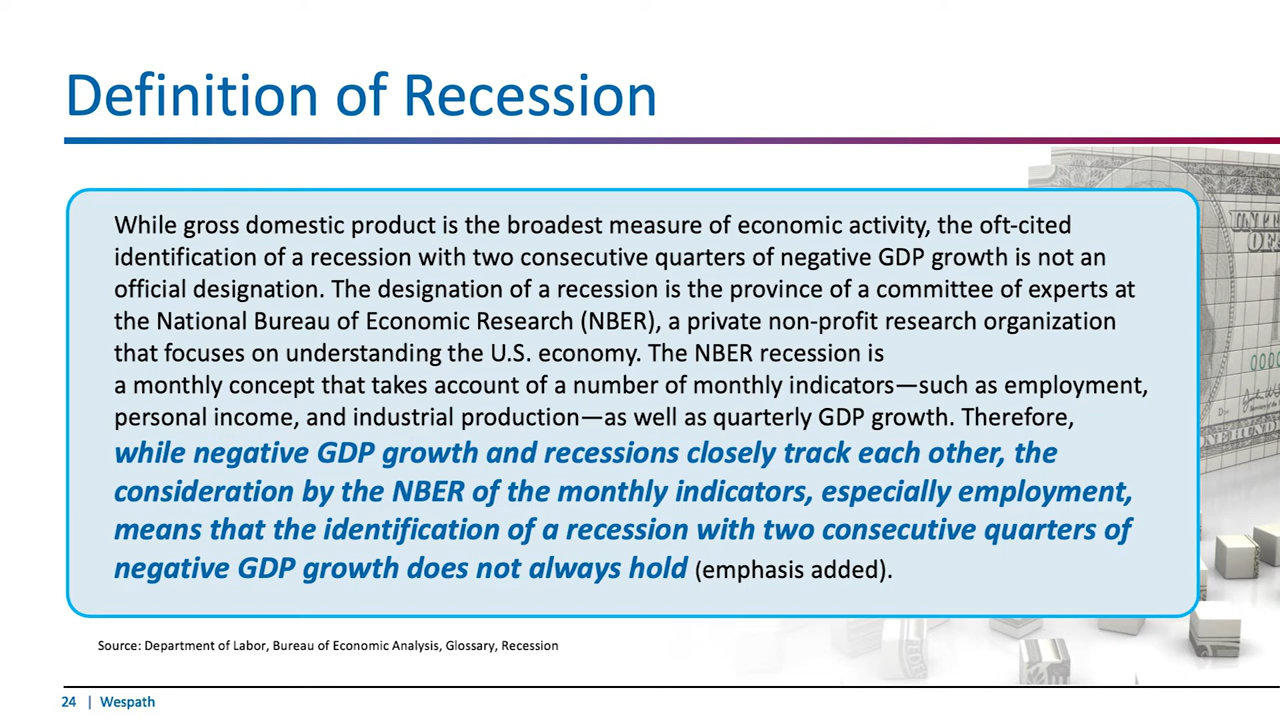 Definition of Recession
While gross domestic product is the broadest measure of economic activity, the oft-cited
identification of a recession with two consecutive quarters of negative GDP growth is not an
official designation. The designation of a recession is the province of a committee of experts at
the National Bureau of Economic Research (NBER), a private non-profit research organization
that focuses on understanding the U.S. economy. The NBER recession is
a monthly concept that takes account of a number of monthly indicators—such as employment,
personal income, and industrial production—as well as quarterly GDP growth. Therefore,
while negative GDP growth and recessions closely track each other, the
consideration by the NBER of the monthly indicators, especially employment,
means that the identification of a recession with two consecutive quarters of
negative GDP growth does not always hold (emphasis added).
Source: Department of Labor, Bureau of Economic Analysis, Glossary, Recession
24 | Wespath